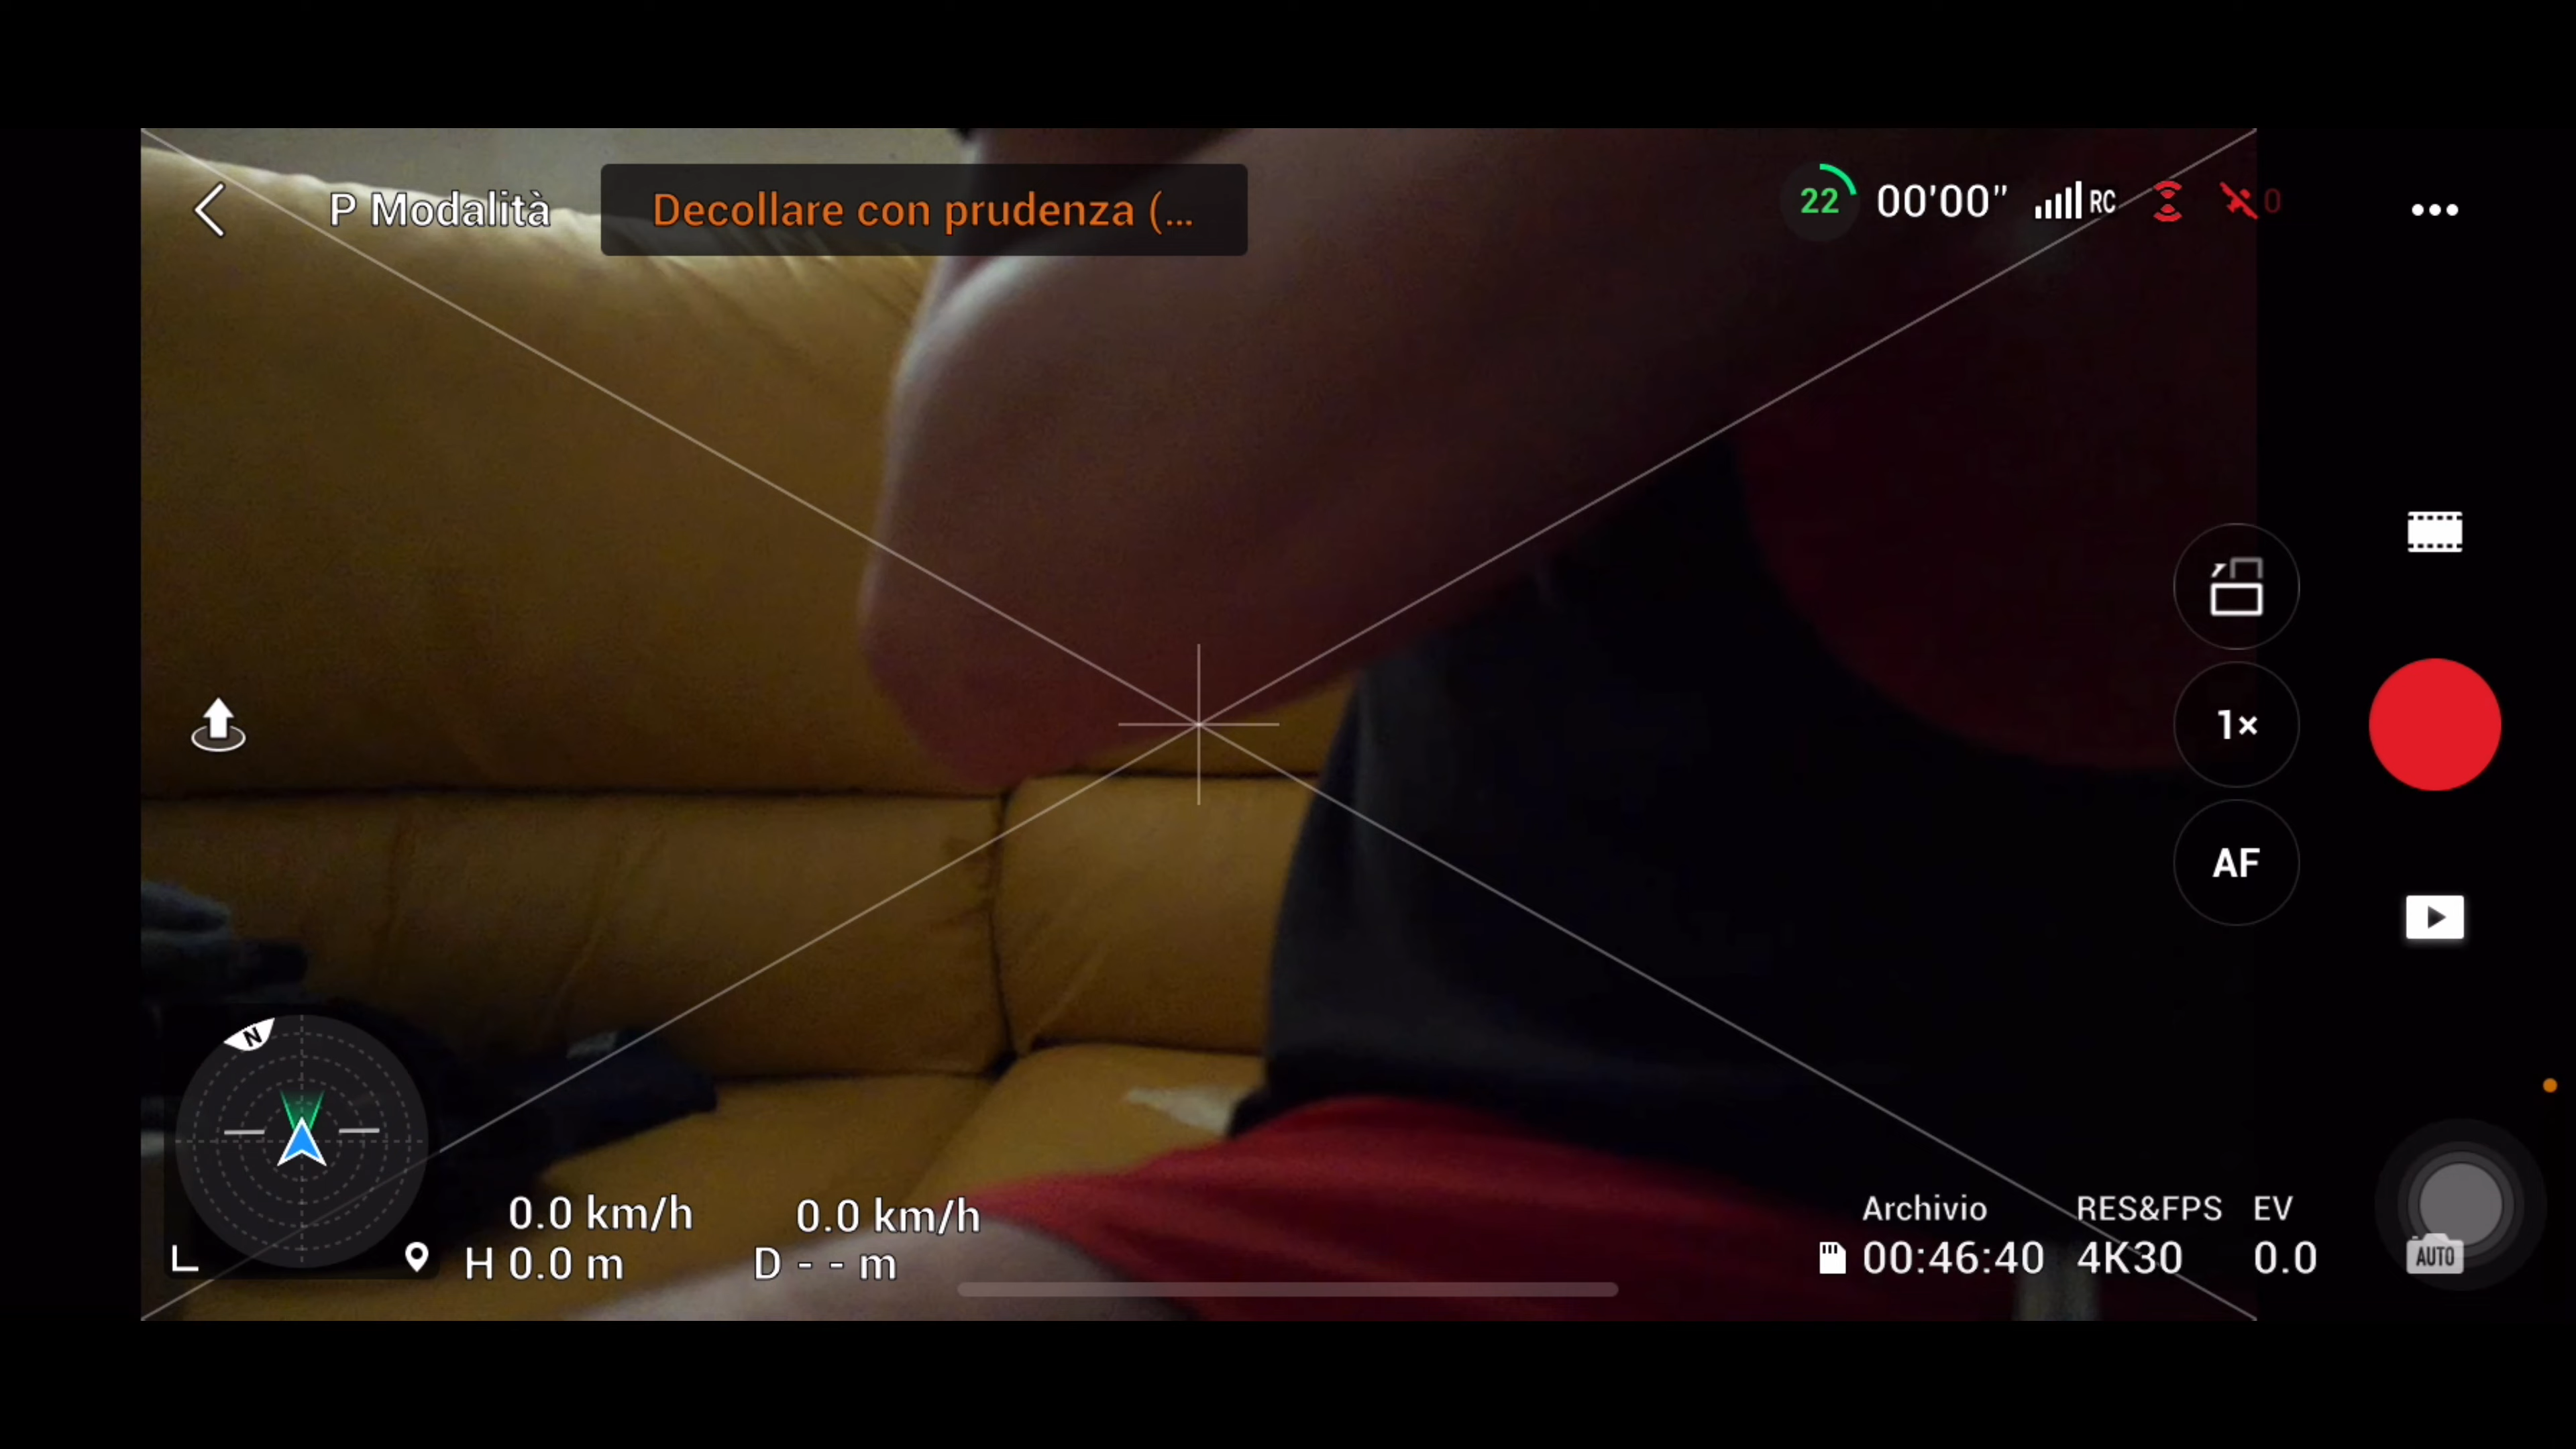 P Modalità
Decollare con prudenza (...
22
00'00"
RC
0
1×
AF
N
L
0.0 km/h
0.0 km/h
H 0.0 m
D - - m
Archivio
RES&FPS
EV
00:46:40
4K30
0.0
AUTO